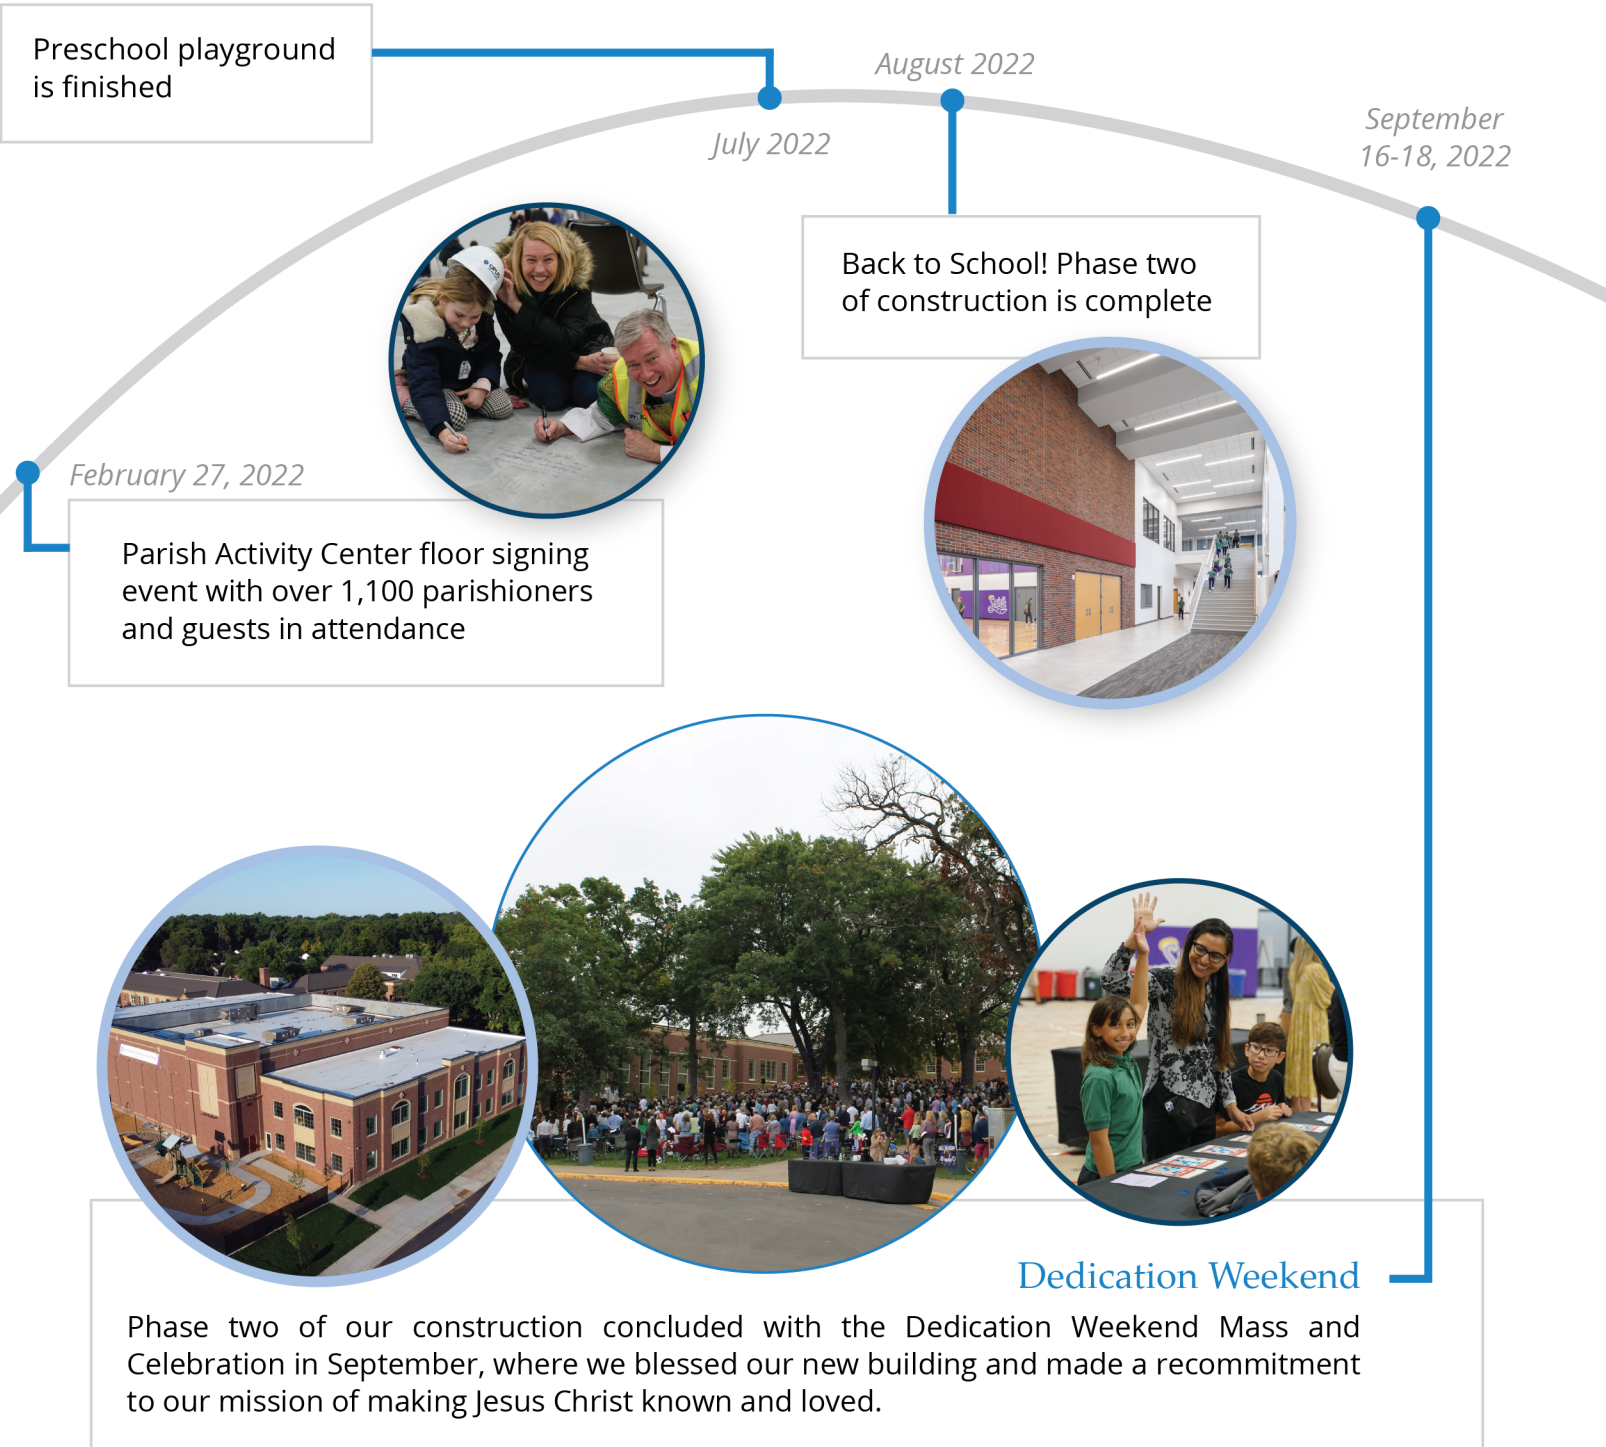 Preschool playground
is finished
July 2022
August 2022
Back to School! Phase two
of construction is complete
September
16-18, 2022
February 27, 2022
Parish Activity Center floor signing
event with over 1,100 parishioners
and guests in attendance
Dedication Weekend
Phase two of our construction concluded with the Dedication Weekend Mass and
Celebration in September, where we blessed our new building and made a recommitment
to our mission of making Jesus Christ known and loved.